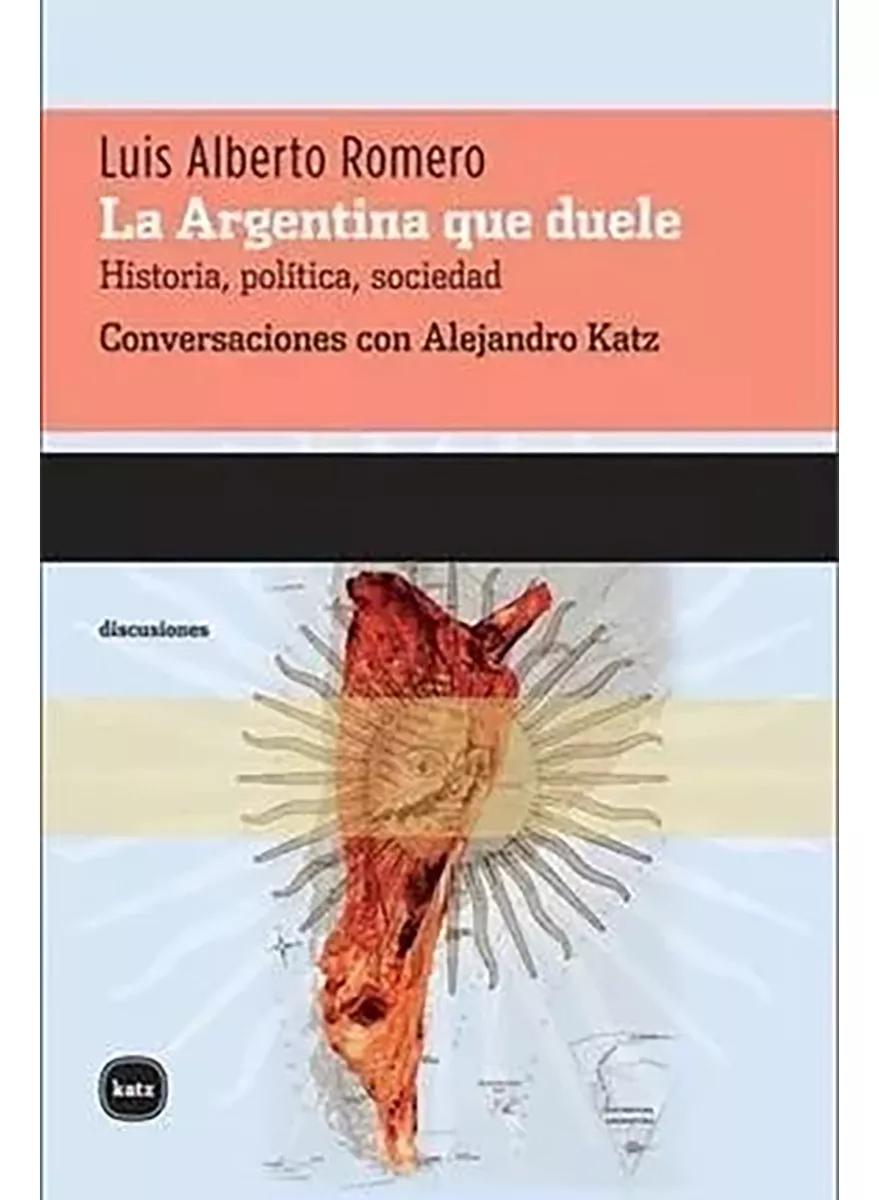 Luis Alberto Romero
La Argentina que duele
Historia, política, sociedad
Conversaciones con Alejandro Katz
discusiones
katz